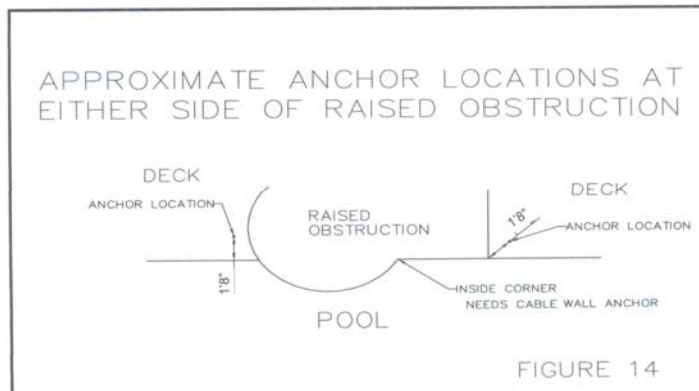 APPROXIMATE ANCHOR LOCATIONS AT
EITHER SIDE OF RAISED OBSTRUCTION
DECK
DECK
ANCHOR LOCATION
RAISED
OBSTRUCTION
1'8"
ANCHOR LOCATION
1'8"
INSIDE CORNER
NEEDS CABLE WALL ANCHOR
POOL
FIGURE 14